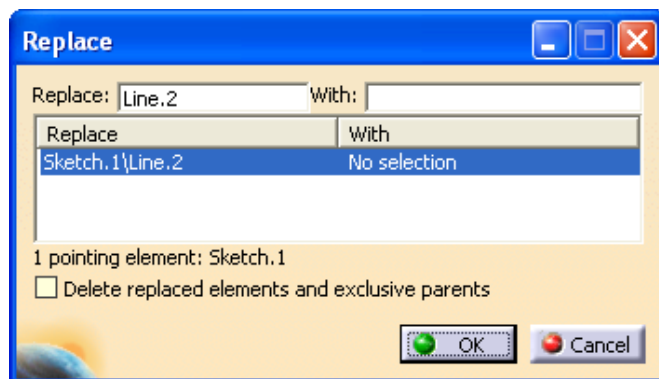 Replace
Replace: Line.2 With:
Replace With
Sketch.1\Line.2 No selection
1 pointing element: Sketch.1
Delete replaced elements and exclusive parents
OK Cancel